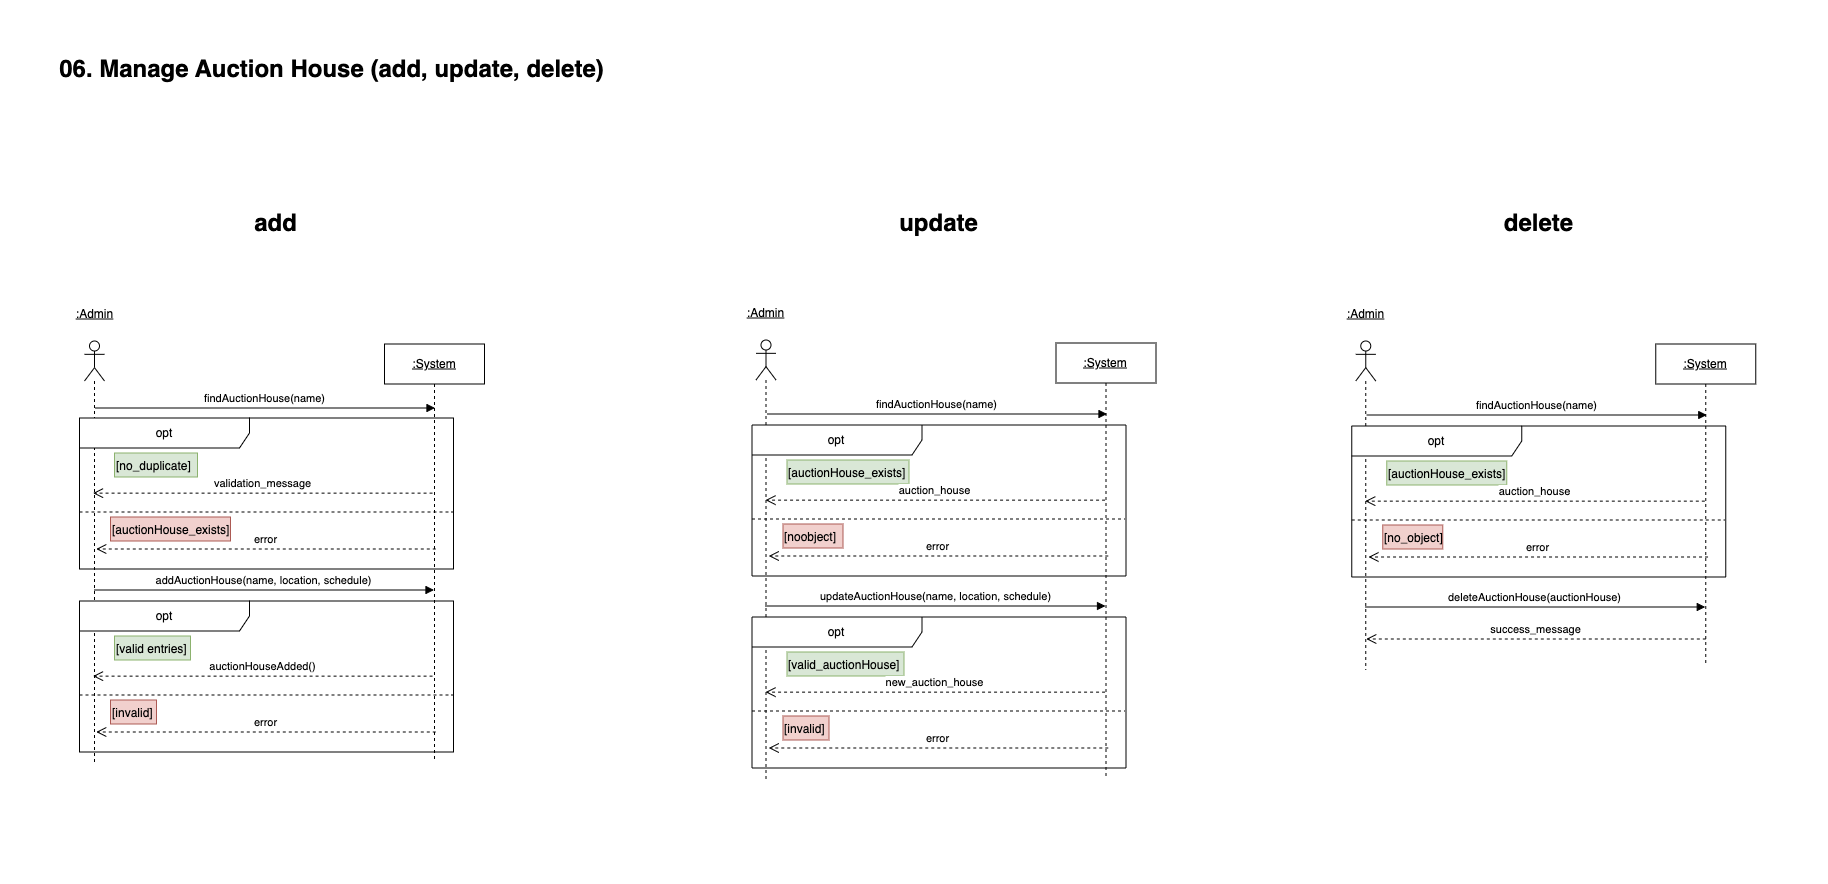 06. Manage Auction House (add, update, delete)
add
:Admin
:System
findAuctionHouse(name)
opt
[no_duplicate]
validation_message
[auctionHouse_exists]
error
addAuctionHouse(name, location, schedule)
opt
[valid entries]
auctionHouseAdded()
[invalid]
error
update
:Admin
:System
findAuctionHouse(name)
opt
[auctionHouse_exists]
auction_house
[noobject]
error
updateAuctionHouse(name, location, schedule)
opt
[valid_auctionHouse]
new_auction_house
[invalid]
error
delete
:Admin
:System
findAuctionHouse(name)
opt
[auctionHouse_exists]
auction_house
[no_object]
error
deleteAuctionHouse(auctionHouse)
success_message